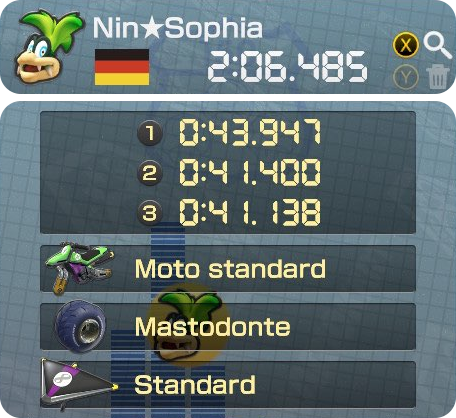 Nin★Sophia
X
2:06.485
Y
1 0:43.947
2 0:41.400
3 0:41.138
Moto standard
Mastodonte
Standard